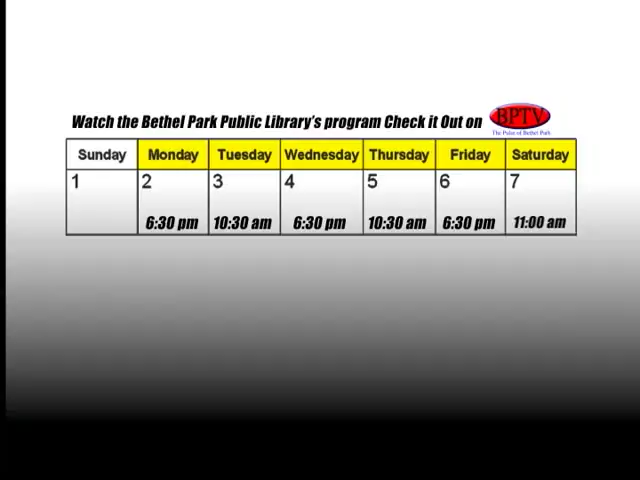 Watch the Bethel Park Public Library's program Check it Out on BPTV
The Pulse of Bethel Park
Sunday Monday Tuesday Wednesday Thursday Friday Saturday
1 2 3 4 5 6 7
6:30 pm 10:30 am 6:30 pm 10:30 am 6:30 pm 11:00 am